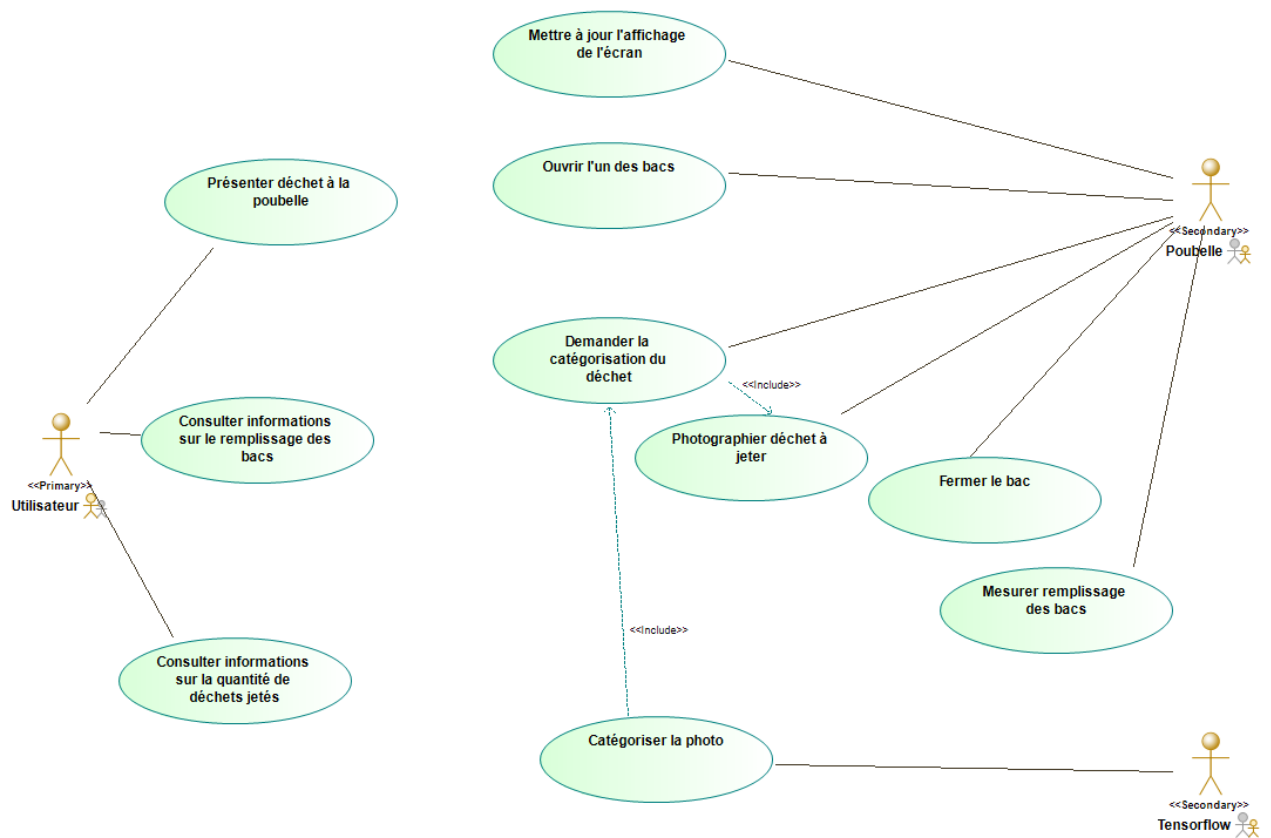 Mettre à jour l'affichage
de l'écran
Ouvrir l'un des bacs
Présenter déchet à la
poubelle
<<Secondary>>
Poubelle
Demander la
catégorisation du
déchet
<<Include>>
Consulter informations
sur le remplissage des
bacs
Photographier déchet à
jeter
<<Primary>>
Utilisateur
Fermer le bac
Mesurer remplissage
des bacs
<<Include>>
Consulter informations
sur la quantité de
déchets jetés
Catégoriser la photo
<<Secondary>>
Tensorflow